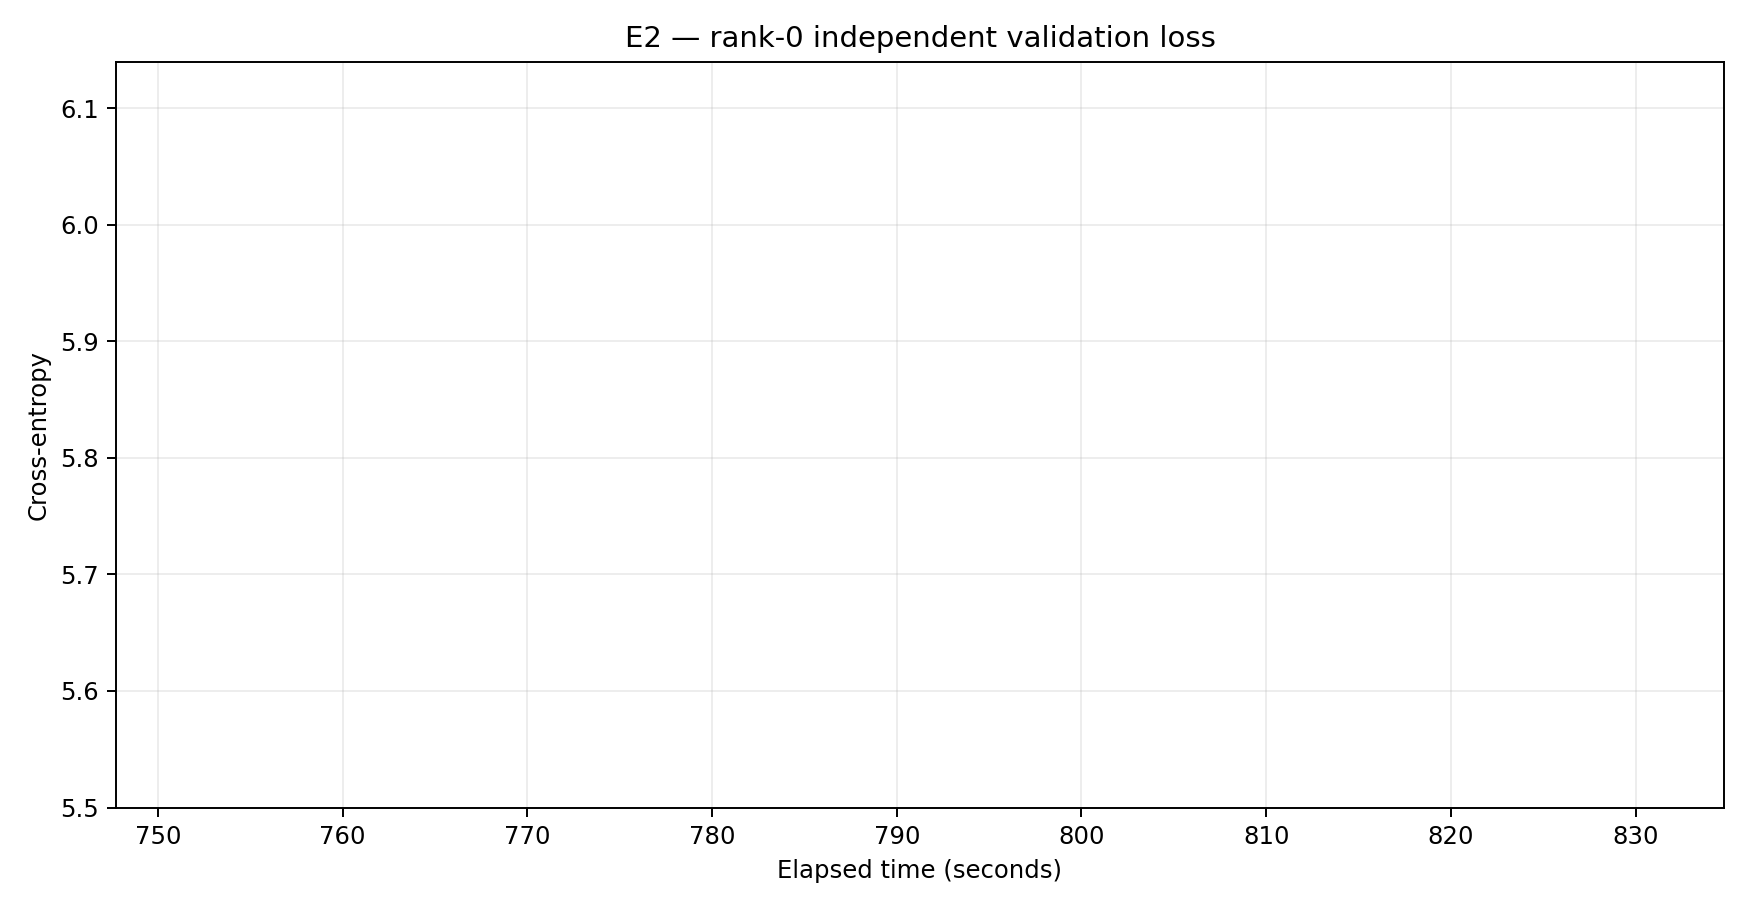 E2 — rank-0 independent validation loss
6.1
6.0
5.9
5.8
5.7
5.6
5.5
Cross-entropy
750 760 770 780 790 800 810 820 830
Elapsed time (seconds)